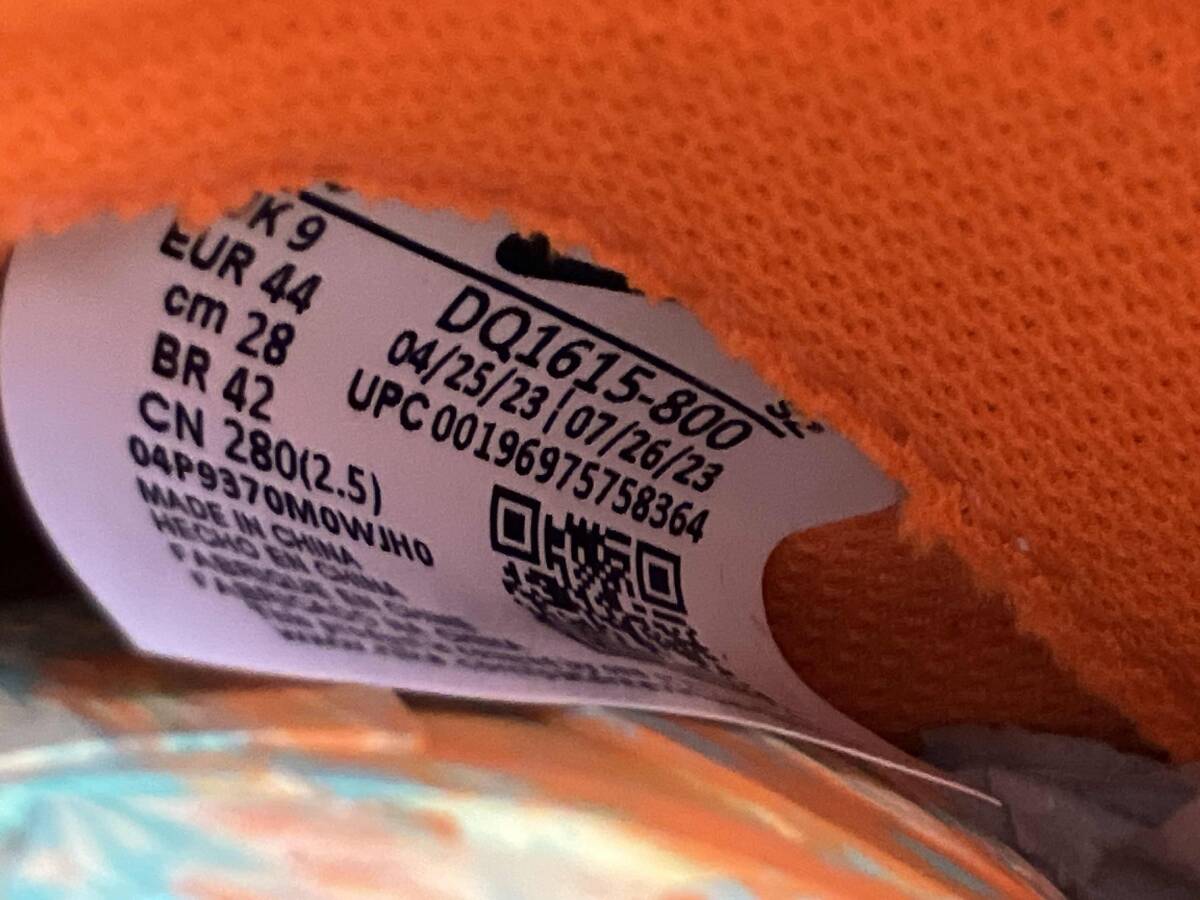 UK 9
EUR 44
cm 28
BR 42
CN 280(2.5)
04P9370M0WJH0
MADE IN CHINA
HECHO EN CHINA
DQ1615-800
04/25/23 | 07/26/23
UPC 00196975758364